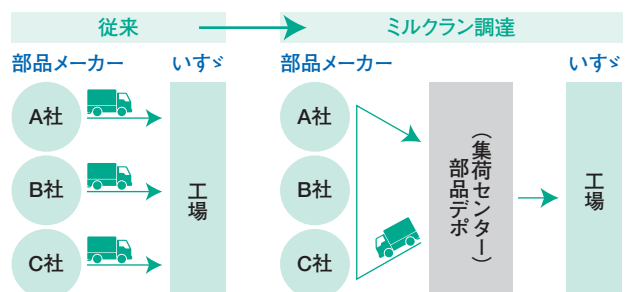 従来
ミルクラン調達
部品メーカー
いすゞ
A社
B社
C社
工場
部品メーカー
いすゞ
A社
B社
C社
部品デポ
（集荷センター）
工場